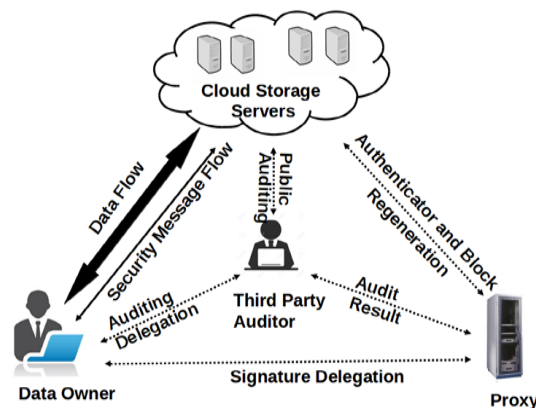 Cloud Storage
Servers
Data Flow
Security Message Flow
Public
Auditing
Authenticator and Block
Regeneration
Auditing
Delegation
Third Party
Auditor
Audit
Result
Signature Delegation
Data Owner
Proxy